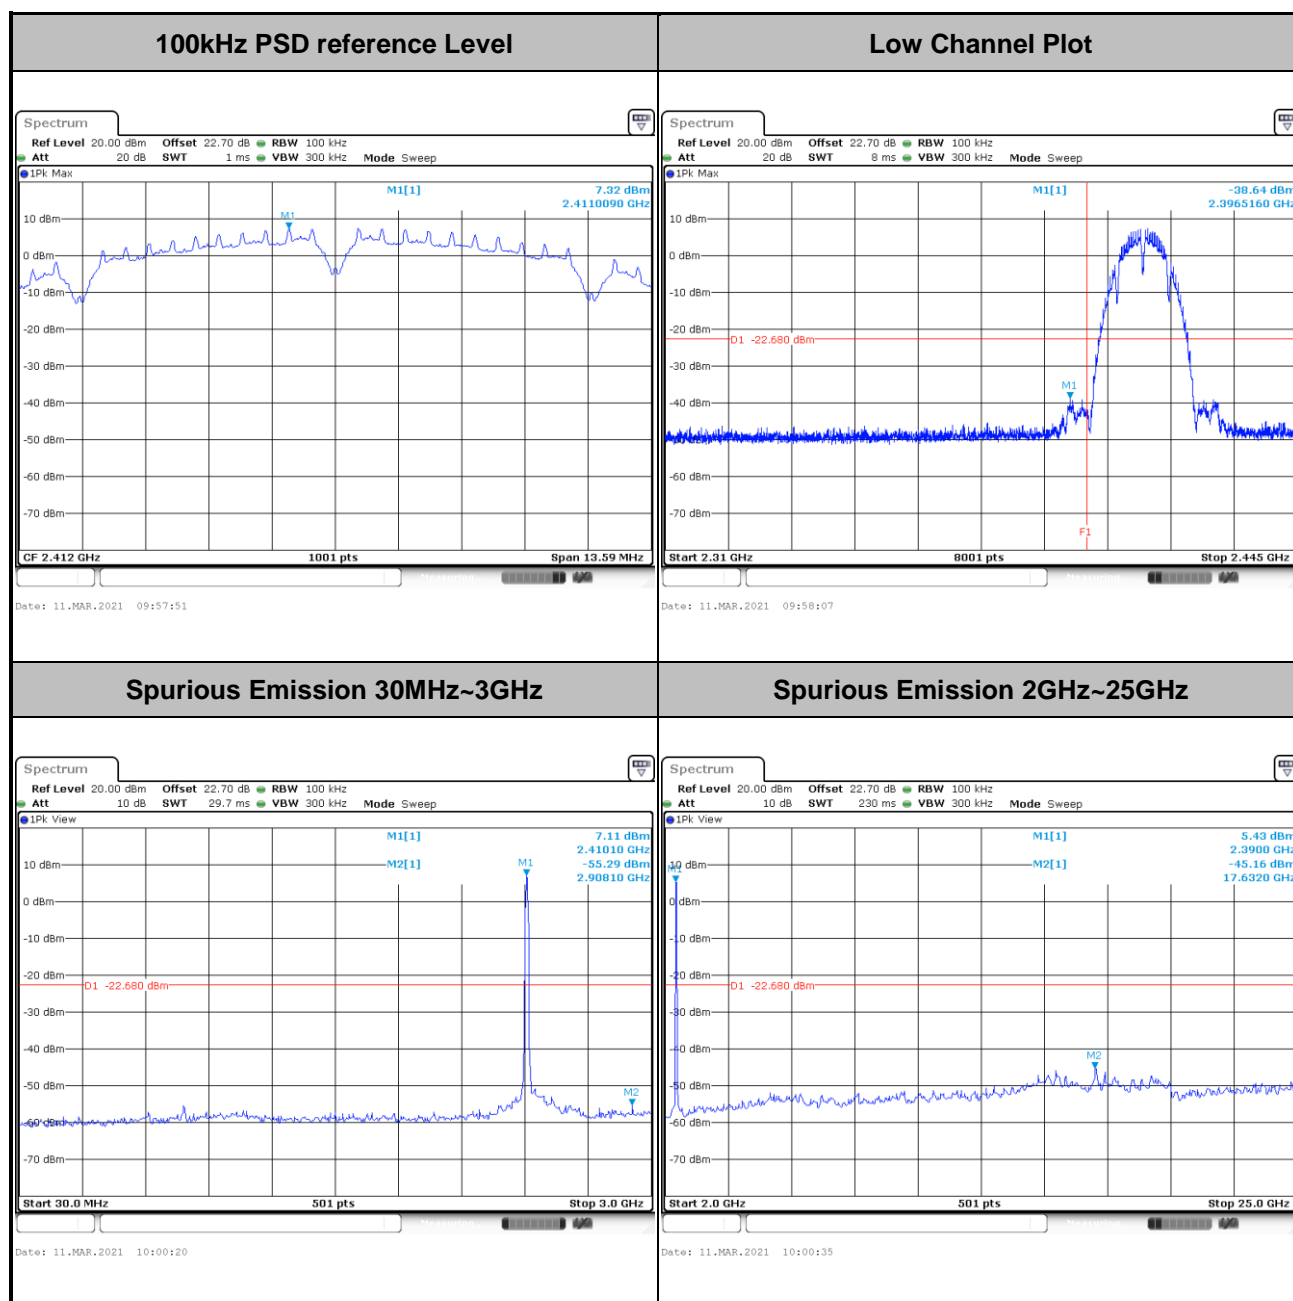 100kHz PSD reference Level
Low Channel Plot
Spectrum
Ref Level 20.00 dBm Offset 22.70 dB RBW 100 kHz
Att 20 dB SWT 1 ms VBW 300 kHz Mode Sweep
1Pk Max
M1[1] 7.32 dBm
2.4110090 GHz
M1
10 dBm
0 dBm
-10 dBm
-20 dBm
-30 dBm
-40 dBm
-50 dBm
-60 dBm
-70 dBm
CF 2.412 GHz 1001 pts Span 13.59 MHz
Measuring
Date: 11.MAR.2021 09:57:51
Spectrum
Ref Level 20.00 dBm Offset 22.70 dB RBW 100 kHz
Att 20 dB SWT 8 ms VBW 300 kHz Mode Sweep
1Pk Max
M1[1] -38.64 dBm
2.3965160 GHz
10 dBm
0 dBm
-10 dBm
-20 dBm
D1 -22.680 dBm
-30 dBm
M1
-40 dBm
-50 dBm
-60 dBm
-70 dBm
F1
Start 2.31 GHz 8001 pts Stop 2.445 GHz
Date: 11.MAR.2021 09:58:07
Spurious Emission 30MHz~3GHz
Spurious Emission 2GHz~25GHz
Spectrum
Ref Level 20.00 dBm Offset 22.70 dB RBW 100 kHz
Att 10 dB SWT 29.7 ms VBW 300 kHz Mode Sweep
1Pk View
M1[1] 7.11 dBm
2.41010 GHz
M2[1] -55.29 dBm
2.90810 GHz
M1
10 dBm
0 dBm
-10 dBm
-20 dBm
D1 -22.680 dBm
-30 dBm
-40 dBm
-50 dBm
M2
-60 dBm
-70 dBm
Start 30.0 MHz 501 pts Stop 3.0 GHz
Date: 11.MAR.2021 10:00:20
Spectrum
Ref Level 20.00 dBm Offset 22.70 dB RBW 100 kHz
Att 10 dB SWT 230 ms VBW 300 kHz Mode Sweep
1Pk View
M1[1] 5.43 dBm
2.3900 GHz
M2[1] -45.16 dBm
17.6320 GHz
10 dBm
M1
0 dBm
-10 dBm
-20 dBm
D1 -22.680 dBm
-30 dBm
-40 dBm
M2
-50 dBm
-60 dBm
-70 dBm
Start 2.0 GHz 501 pts Stop 25.0 GHz
Date: 11.MAR.2021 10:00:35